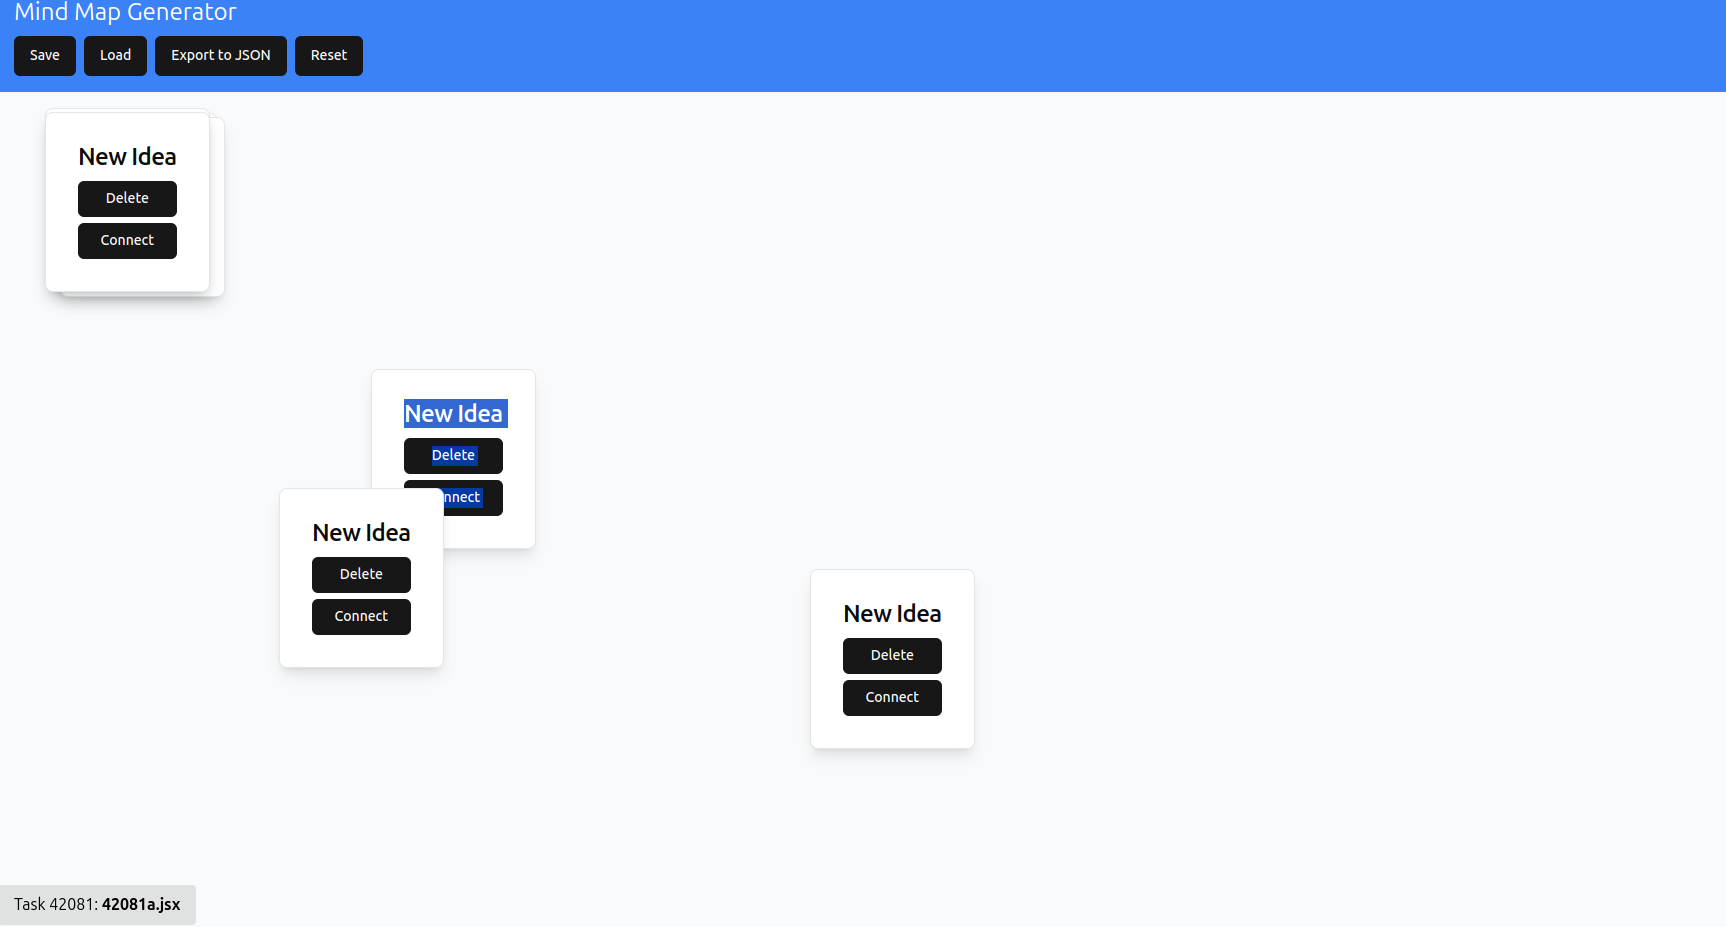 Mind Map Generator
Save Load Export to JSON Reset
New Idea
Delete
Connect
New Idea
Delete
nnect
New Idea
Delete
Connect
New Idea
Delete
Connect
Task 42081: 42081a.jsx